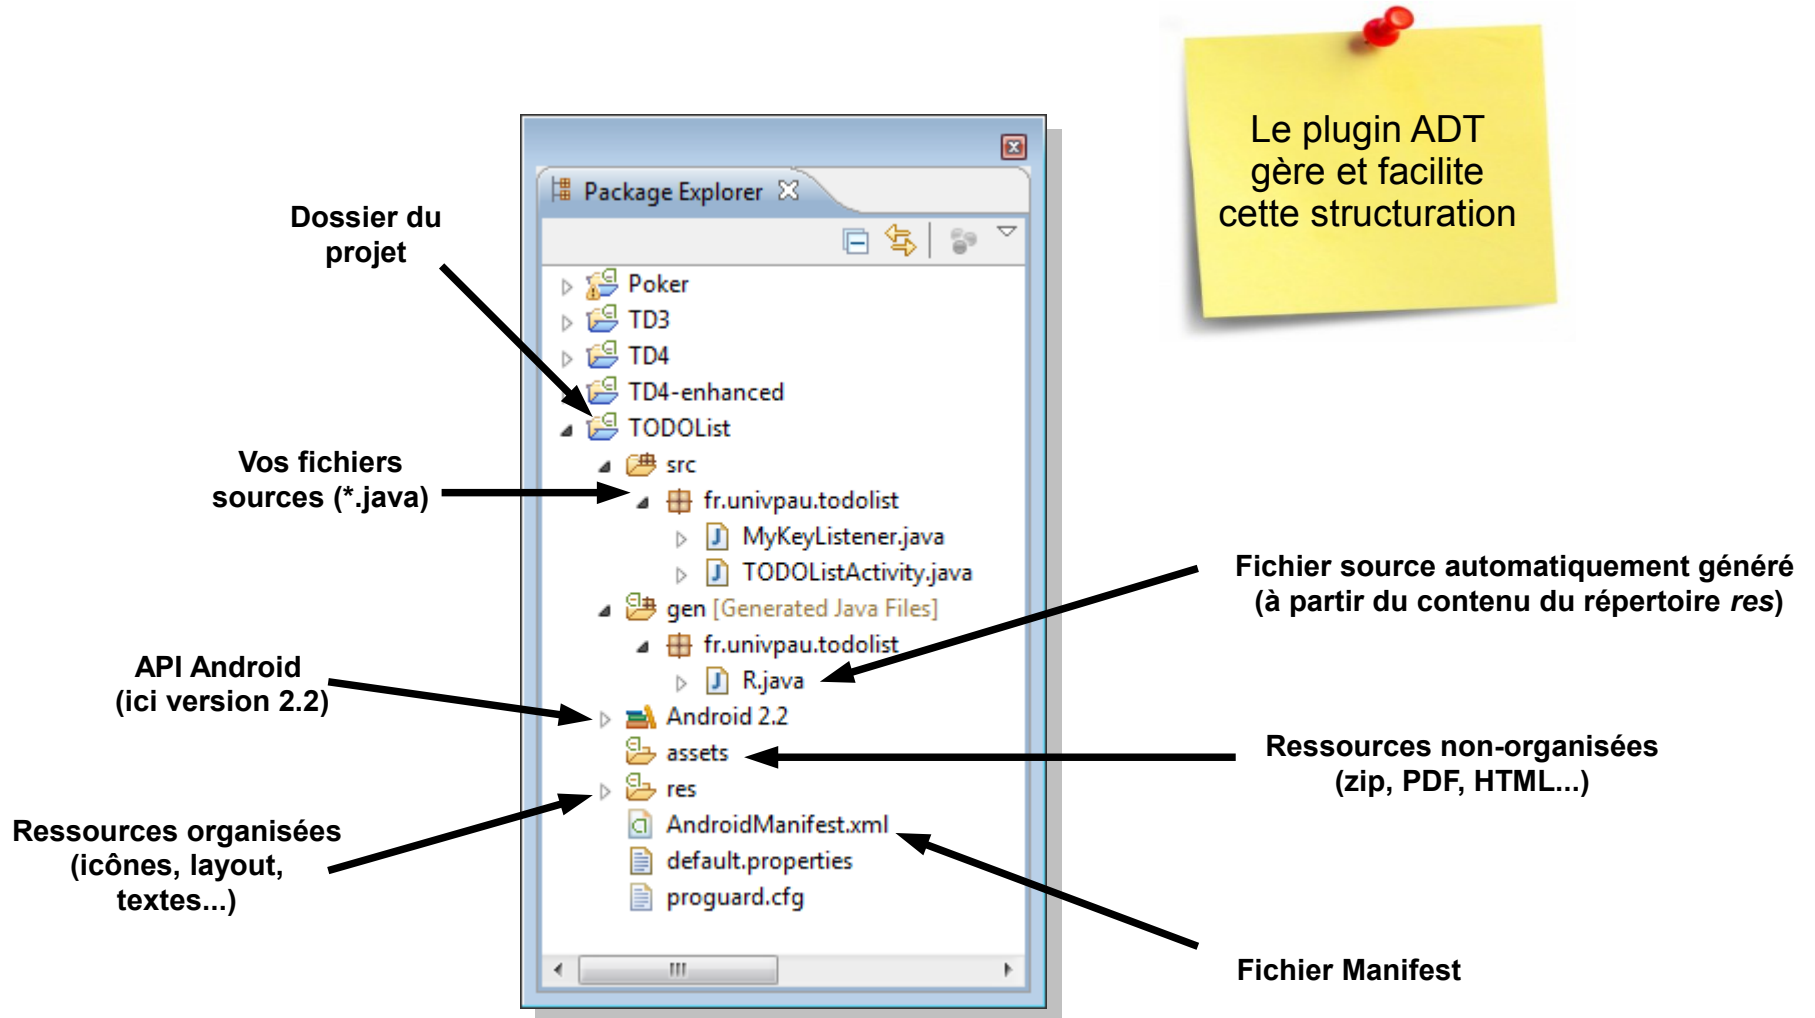 Le plugin ADT
gère et facilite
cette structuration
Package Explorer
Dossier du
projet
Poker
TD3
TD4
TD4-enhanced
TODOList
Vos fichiers
sources (*.java)
src
fr.univpau.todolist
MyKeyListener.java
TODOListActivity.java
Fichier source automatiquement généré
(à partir du contenu du répertoire res)
gen [Generated Java Files]
fr.univpau.todolist
R.java
API Android
(ici version 2.2)
Android 2.2
assets
Ressources non-organisées
(zip, PDF, HTML...)
res
Ressources organisées
(icônes, layout,
textes...)
AndroidManifest.xml
default.properties
proguard.cfg
Fichier Manifest